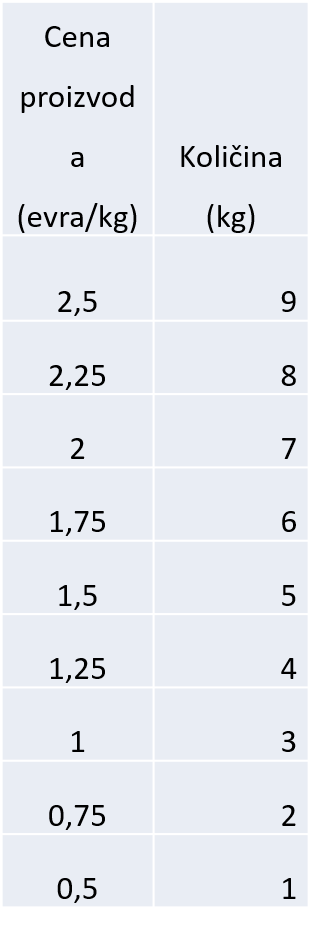 Cena
proizvod
a
(evra/kg)
Količina
(kg)
2,5 9
2,25 8
2 7
1,75 6
1,5 5
1,25 4
1 3
0,75 2
0,5 1